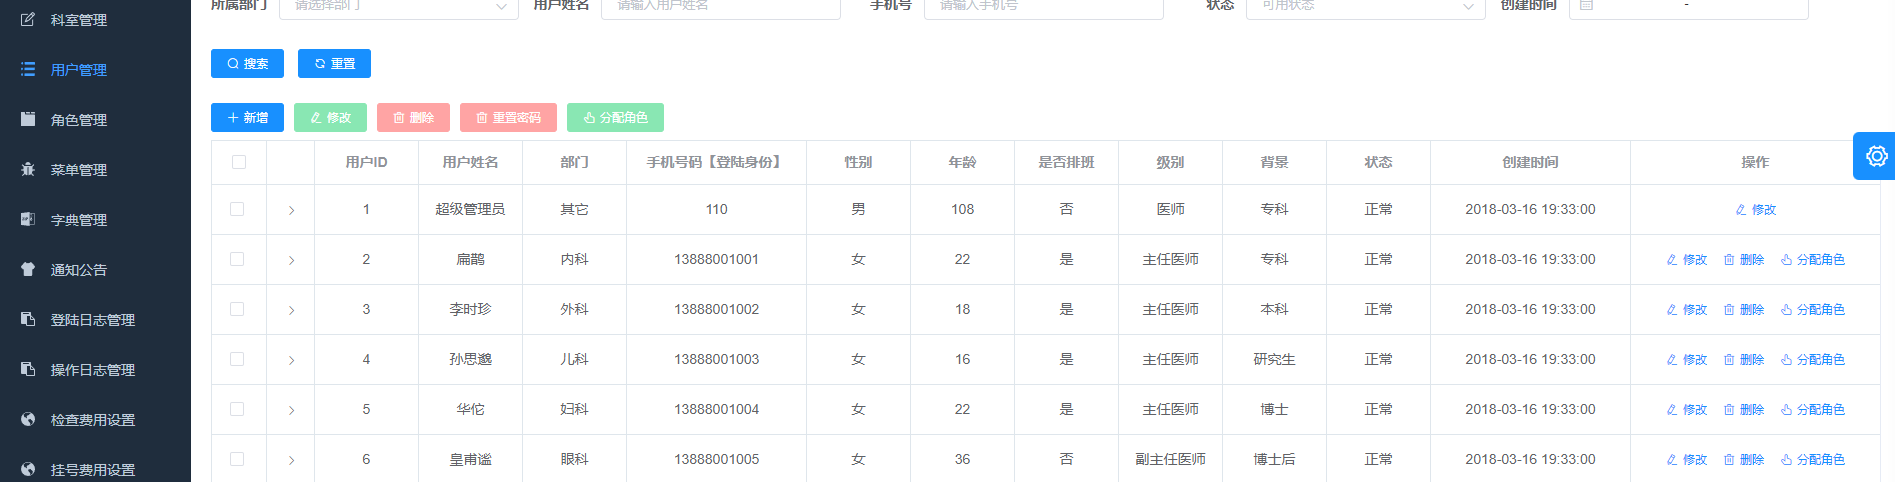 科室管理
用户管理
角色管理
菜单管理
字典管理
通知公告
登陆日志管理
操作日志管理
检查费用设置
挂号费用设置
所属部门 请选择部门 用户姓名 请输入用户姓名 手机号 请输入手机号 状态 可用状态 创建时间 -
搜索 重置
新增 修改 删除 重置密码 分配角色
用户ID 用户姓名 部门 手机号码【登陆身份】 性别 年龄 是否排班 级别 背景 状态 创建时间 操作
1 超级管理员 其它 110 男 108 否 医师 专科 正常 2018-03-16 19:33:00 修改
2 扁鹊 内科 13888001001 女 22 是 主任医师 专科 正常 2018-03-16 19:33:00 修改 删除 分配角色
3 李时珍 外科 13888001002 女 18 是 主任医师 本科 正常 2018-03-16 19:33:00 修改 删除 分配角色
4 孙思邈 儿科 13888001003 女 16 是 主任医师 研究生 正常 2018-03-16 19:33:00 修改 删除 分配角色
5 华佗 妇科 13888001004 女 22 是 主任医师 博士 正常 2018-03-16 19:33:00 修改 删除 分配角色
6 皇甫谧 眼科 13888001005 女 36 否 副主任医师 博士后 正常 2018-03-16 19:33:00 修改 删除 分配角色